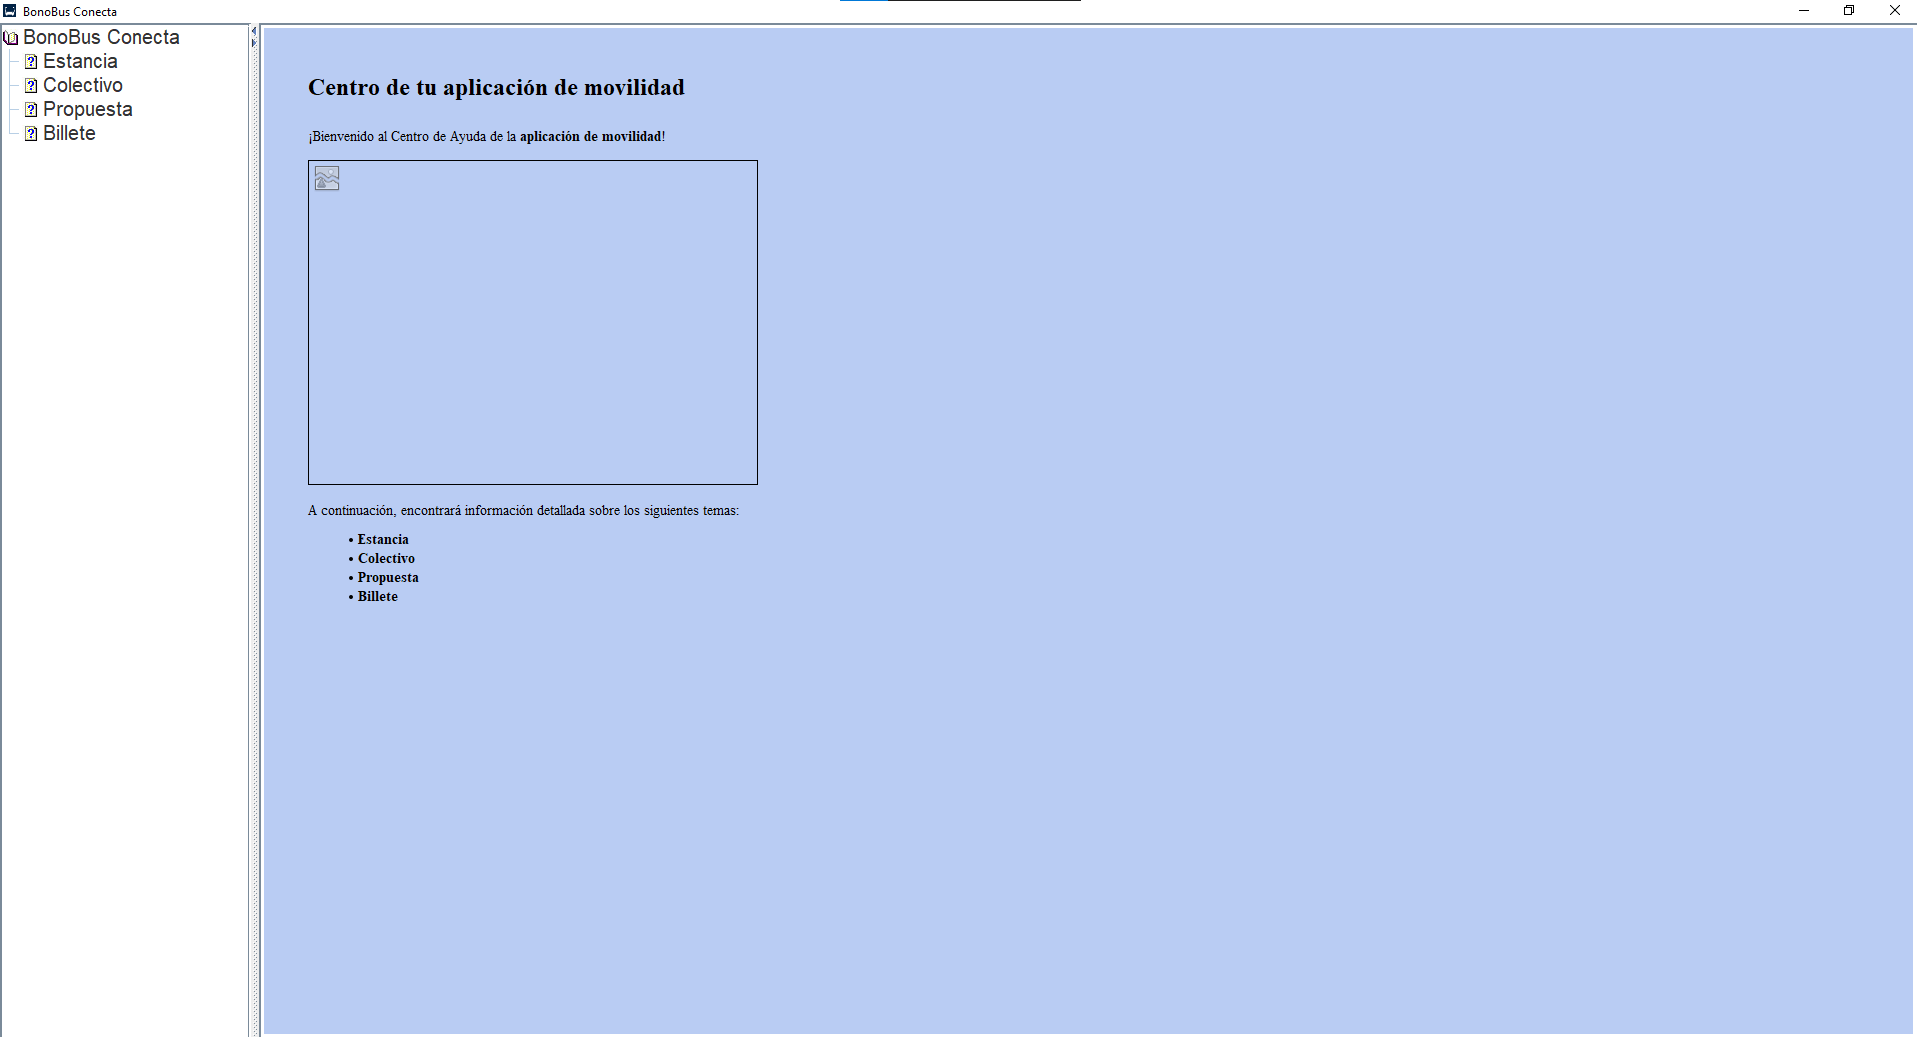 BonoBus Conecta
BonoBus Conecta
Estancia
Colectivo
Propuesta
Billete
Centro de tu aplicación de movilidad
¡Bienvenido al Centro de Ayuda de la aplicación de movilidad!
A continuación, encontrará información detallada sobre los siguientes temas:
• Estancia
• Colectivo
• Propuesta
• Billete